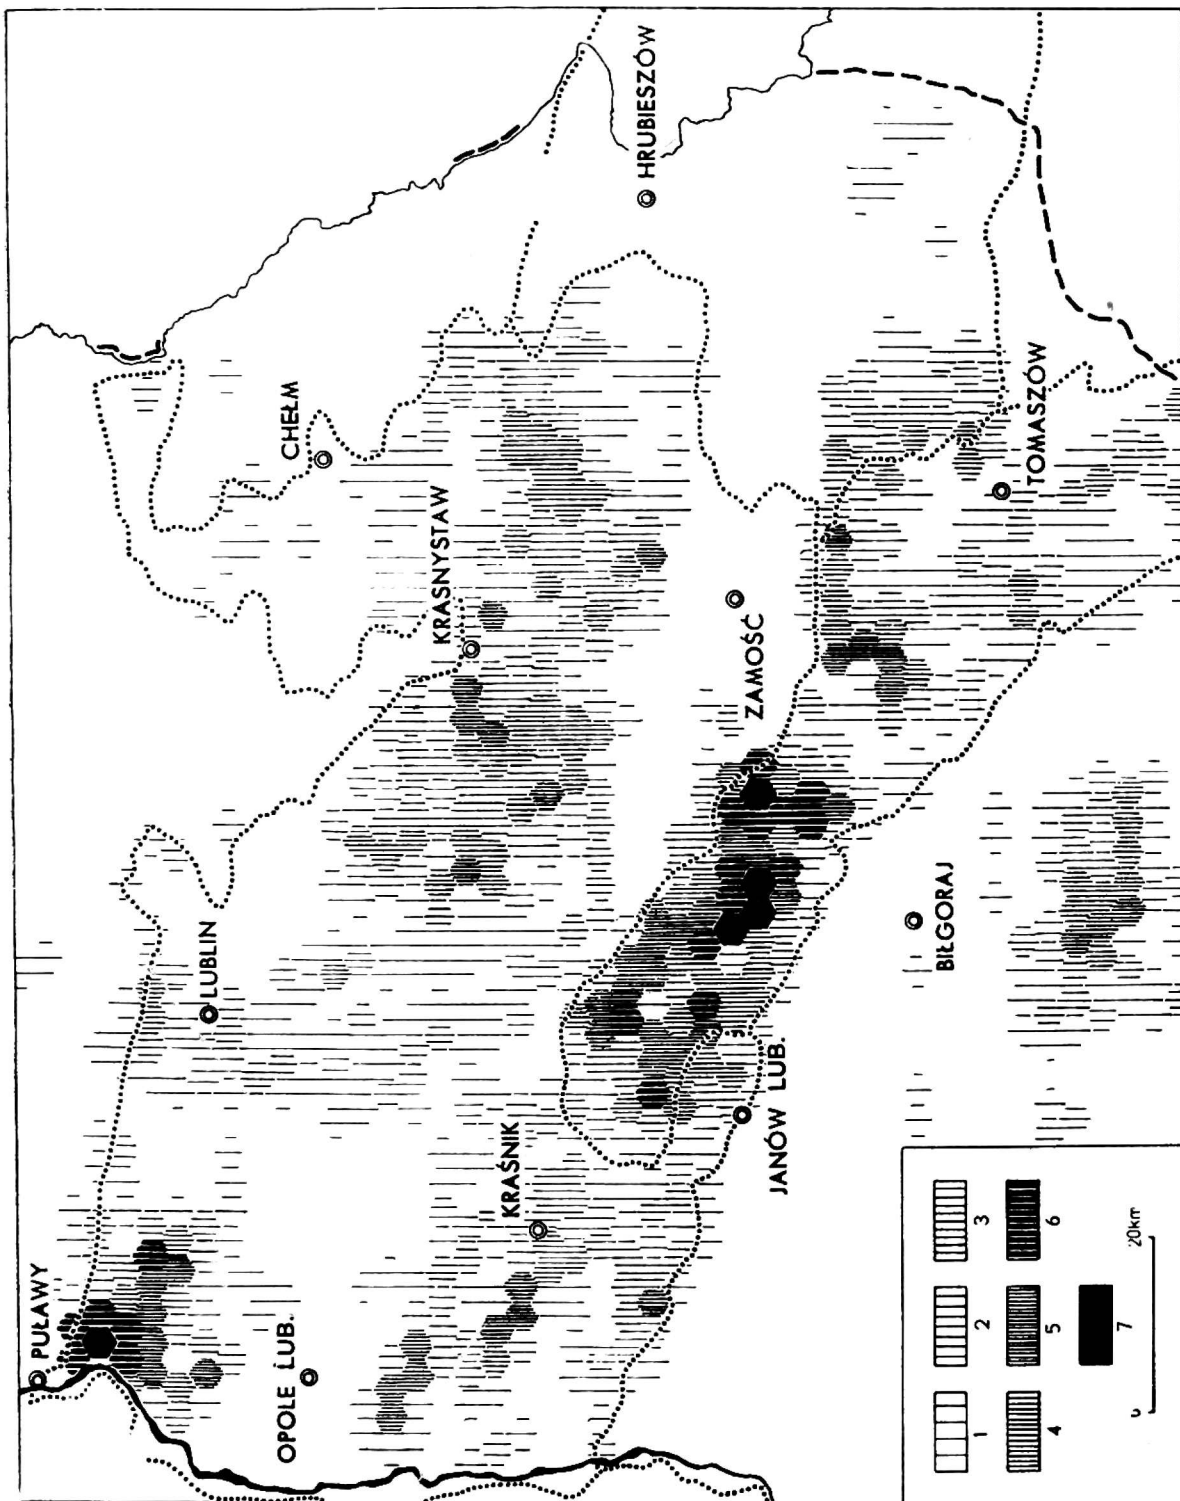 PUŁAWY
LUBLIN
CHEŁM
OPOLE LUB.
KRAŚNIK
KRASNYSTAW
HRUBIESZÓW
JANÓW LUB.
ZAMOŚĆ
BIŁGORAJ
TOMASZÓW
1
2
3
4
5
6
7
0
20km